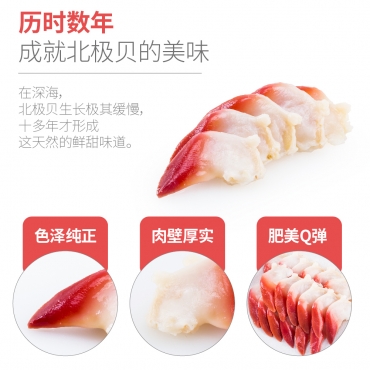 历时数年
成就北极贝的美味
在深海，
北极贝生长极其缓慢，
十多年才形成
这天然的鲜甜味道。
色泽纯正
肉壁厚实
肥美Q弹